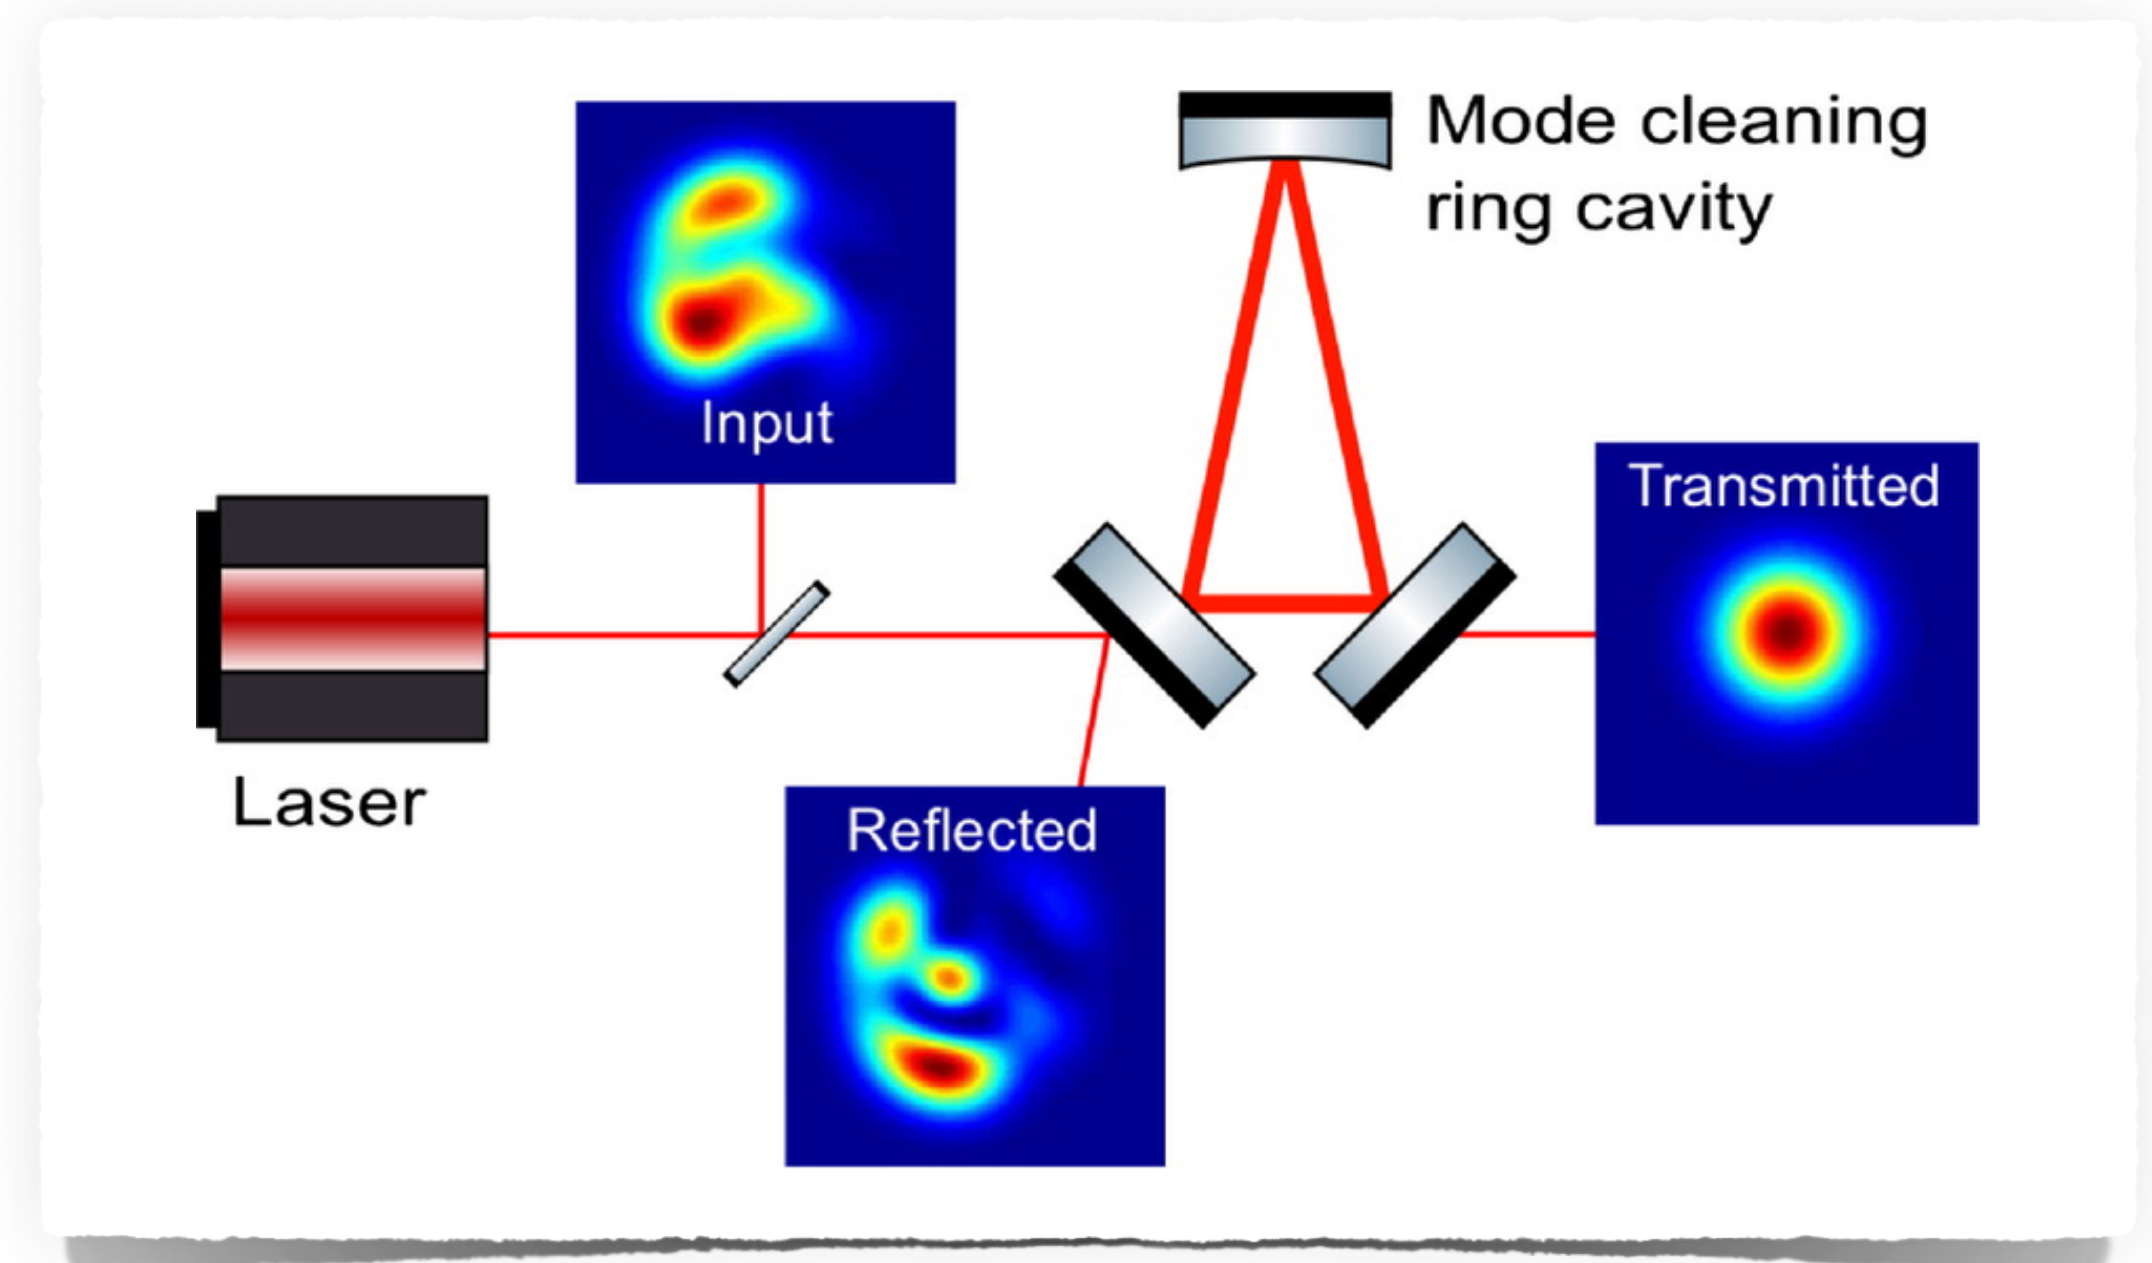 Mode cleaning
ring cavity
Input
Transmitted
Laser
Reflected